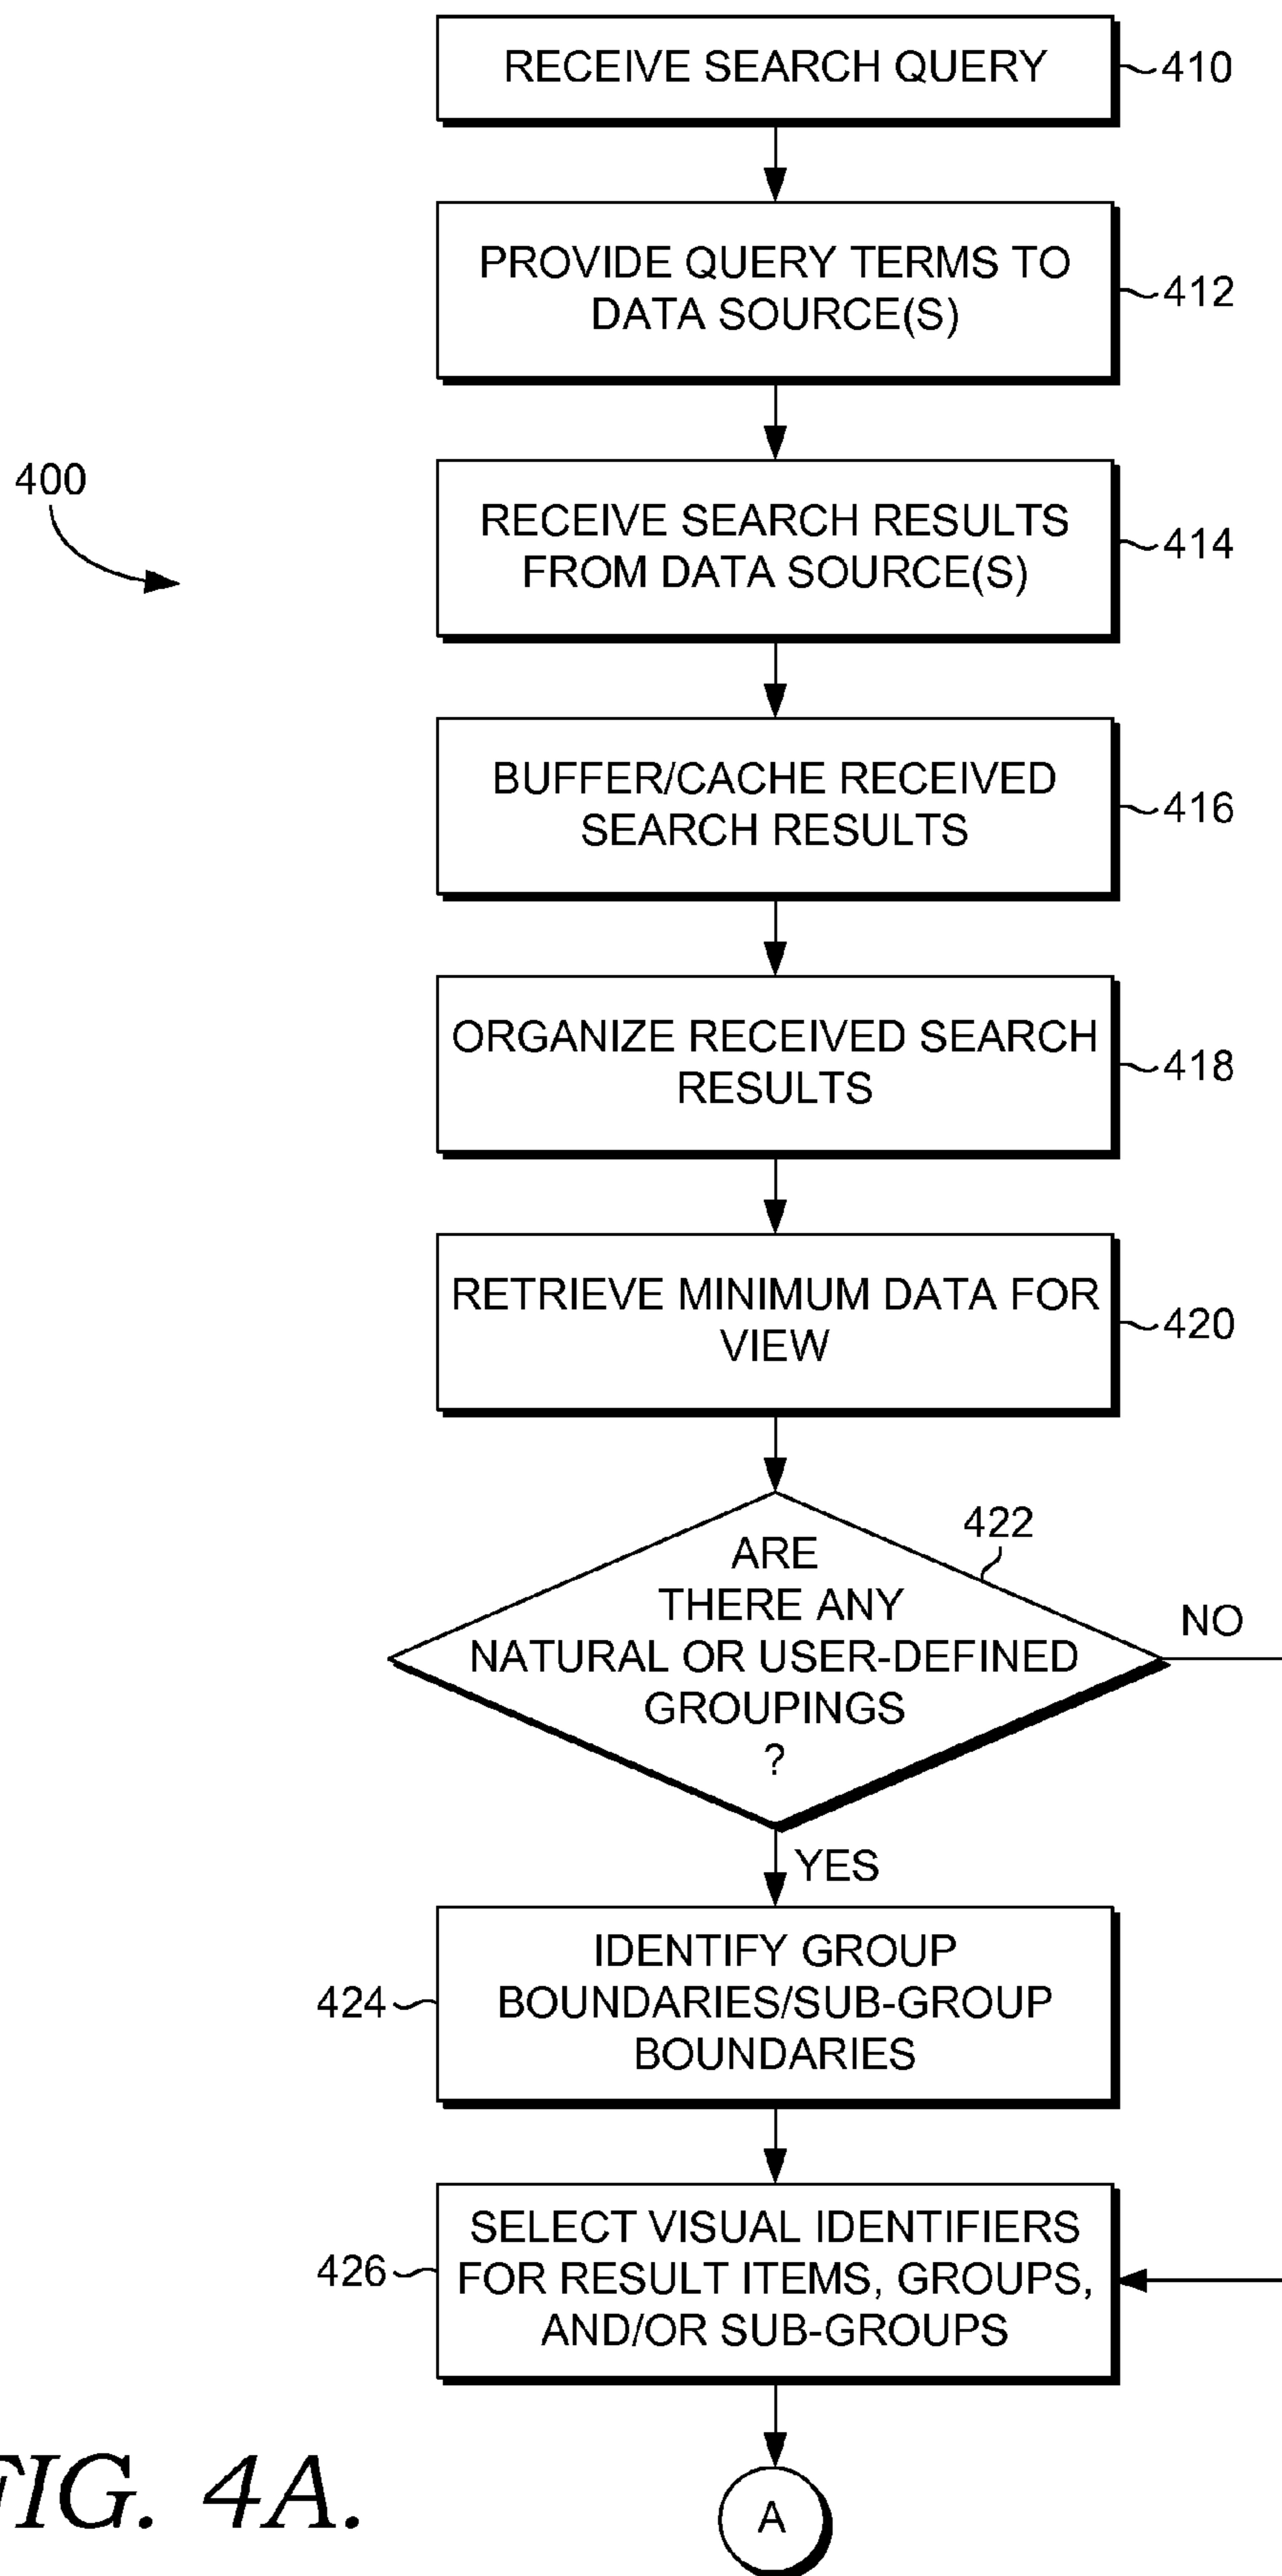 RECEIVE SEARCH QUERY
410
PROVIDE QUERY TERMS TO
DATA SOURCE(S)
412
400
RECEIVE SEARCH RESULTS
FROM DATA SOURCE(S)
414
BUFFER/CACHE RECEIVED
SEARCH RESULTS
416
ORGANIZE RECEIVED SEARCH
RESULTS
418
RETRIEVE MINIMUM DATA FOR
VIEW
420
422
ARE
THERE ANY
NATURAL OR USER-DEFINED
GROUPINGS
?
NO
YES
IDENTIFY GROUP
BOUNDARIES/SUB-GROUP
BOUNDARIES
424
SELECT VISUAL IDENTIFIERS
FOR RESULT ITEMS, GROUPS,
AND/OR SUB-GROUPS
426
A
FIG. 4A.